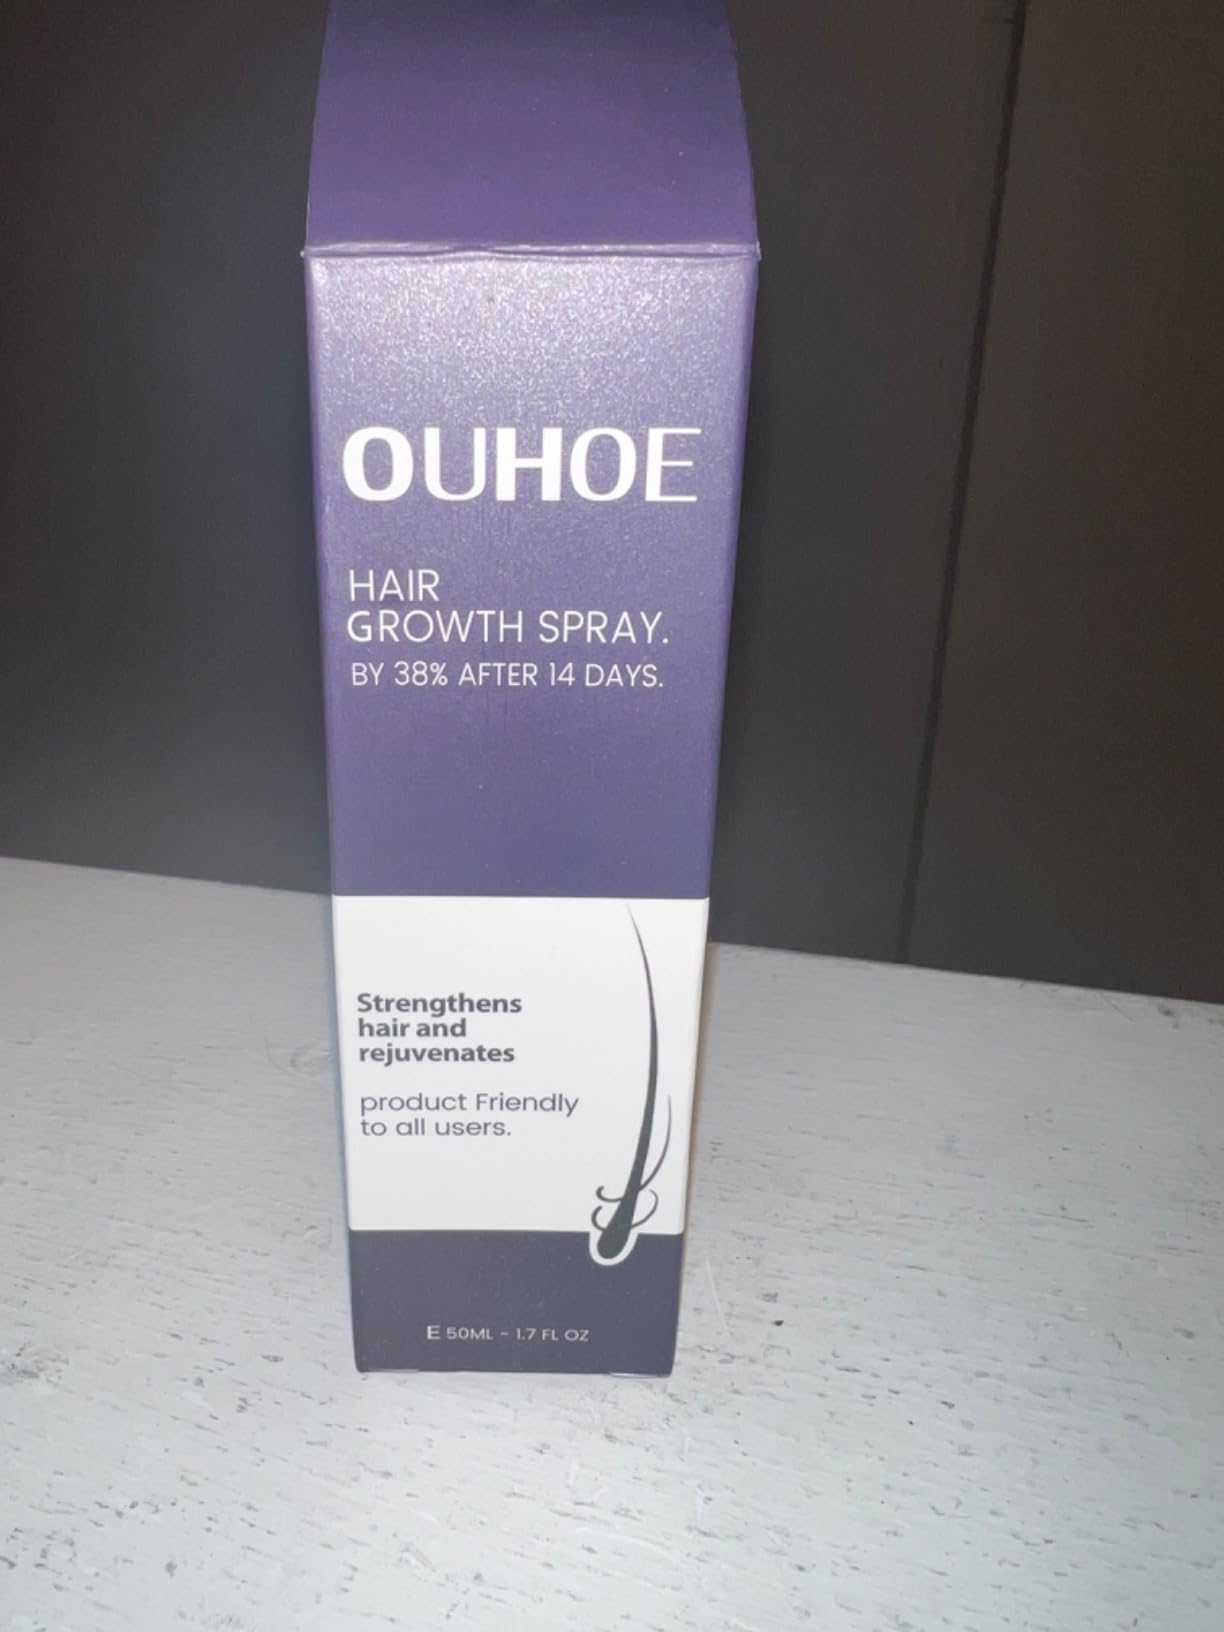 OUHOE
HAIR
GROWTH SPRAY.
BY 38% AFTER 14 DAYS.
Strengthens
hair and
rejuvenates
product Friendly
to all users.
E 50ML ~ 1.7 FL OZ